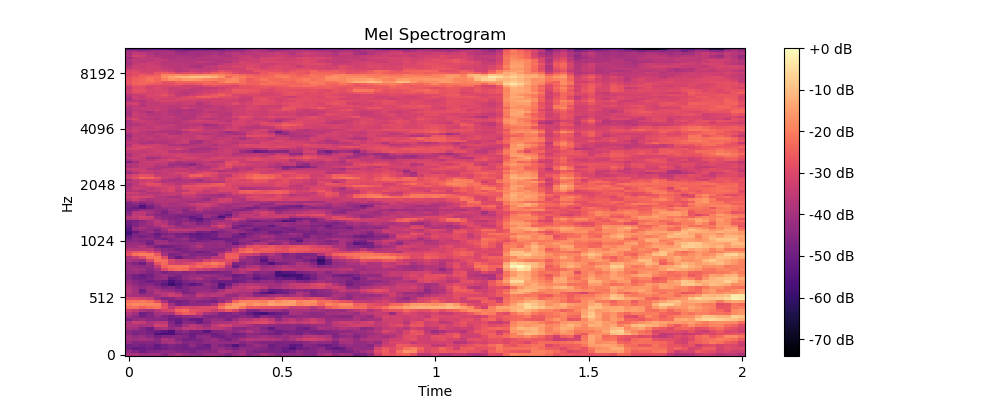 Mel Spectrogram
8192
4096
2048
1024
512
0
Hz
0
0.5
1
1.5
2
Time
+0 dB
-10 dB
-20 dB
-30 dB
-40 dB
-50 dB
-60 dB
-70 dB